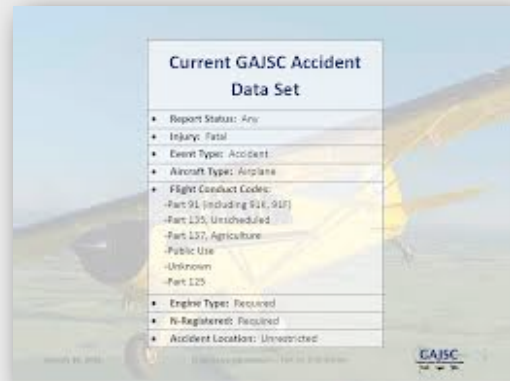 Current GAJSC Accident
Data Set
• Report Status: Any
• Injury: Fatal
• Event Type: Accident
• Aircraft Type: Airplane
• Flight Conduct Codes:
-Part 91 (including 91K, 91F)
-Part 135, Unscheduled
-Part 137, Agriculture
-Public Use
-Unknown
-Part 125
• Engine Type: Required
• N-Registered: Required
• Accident Location: Unrestricted
GAJSC